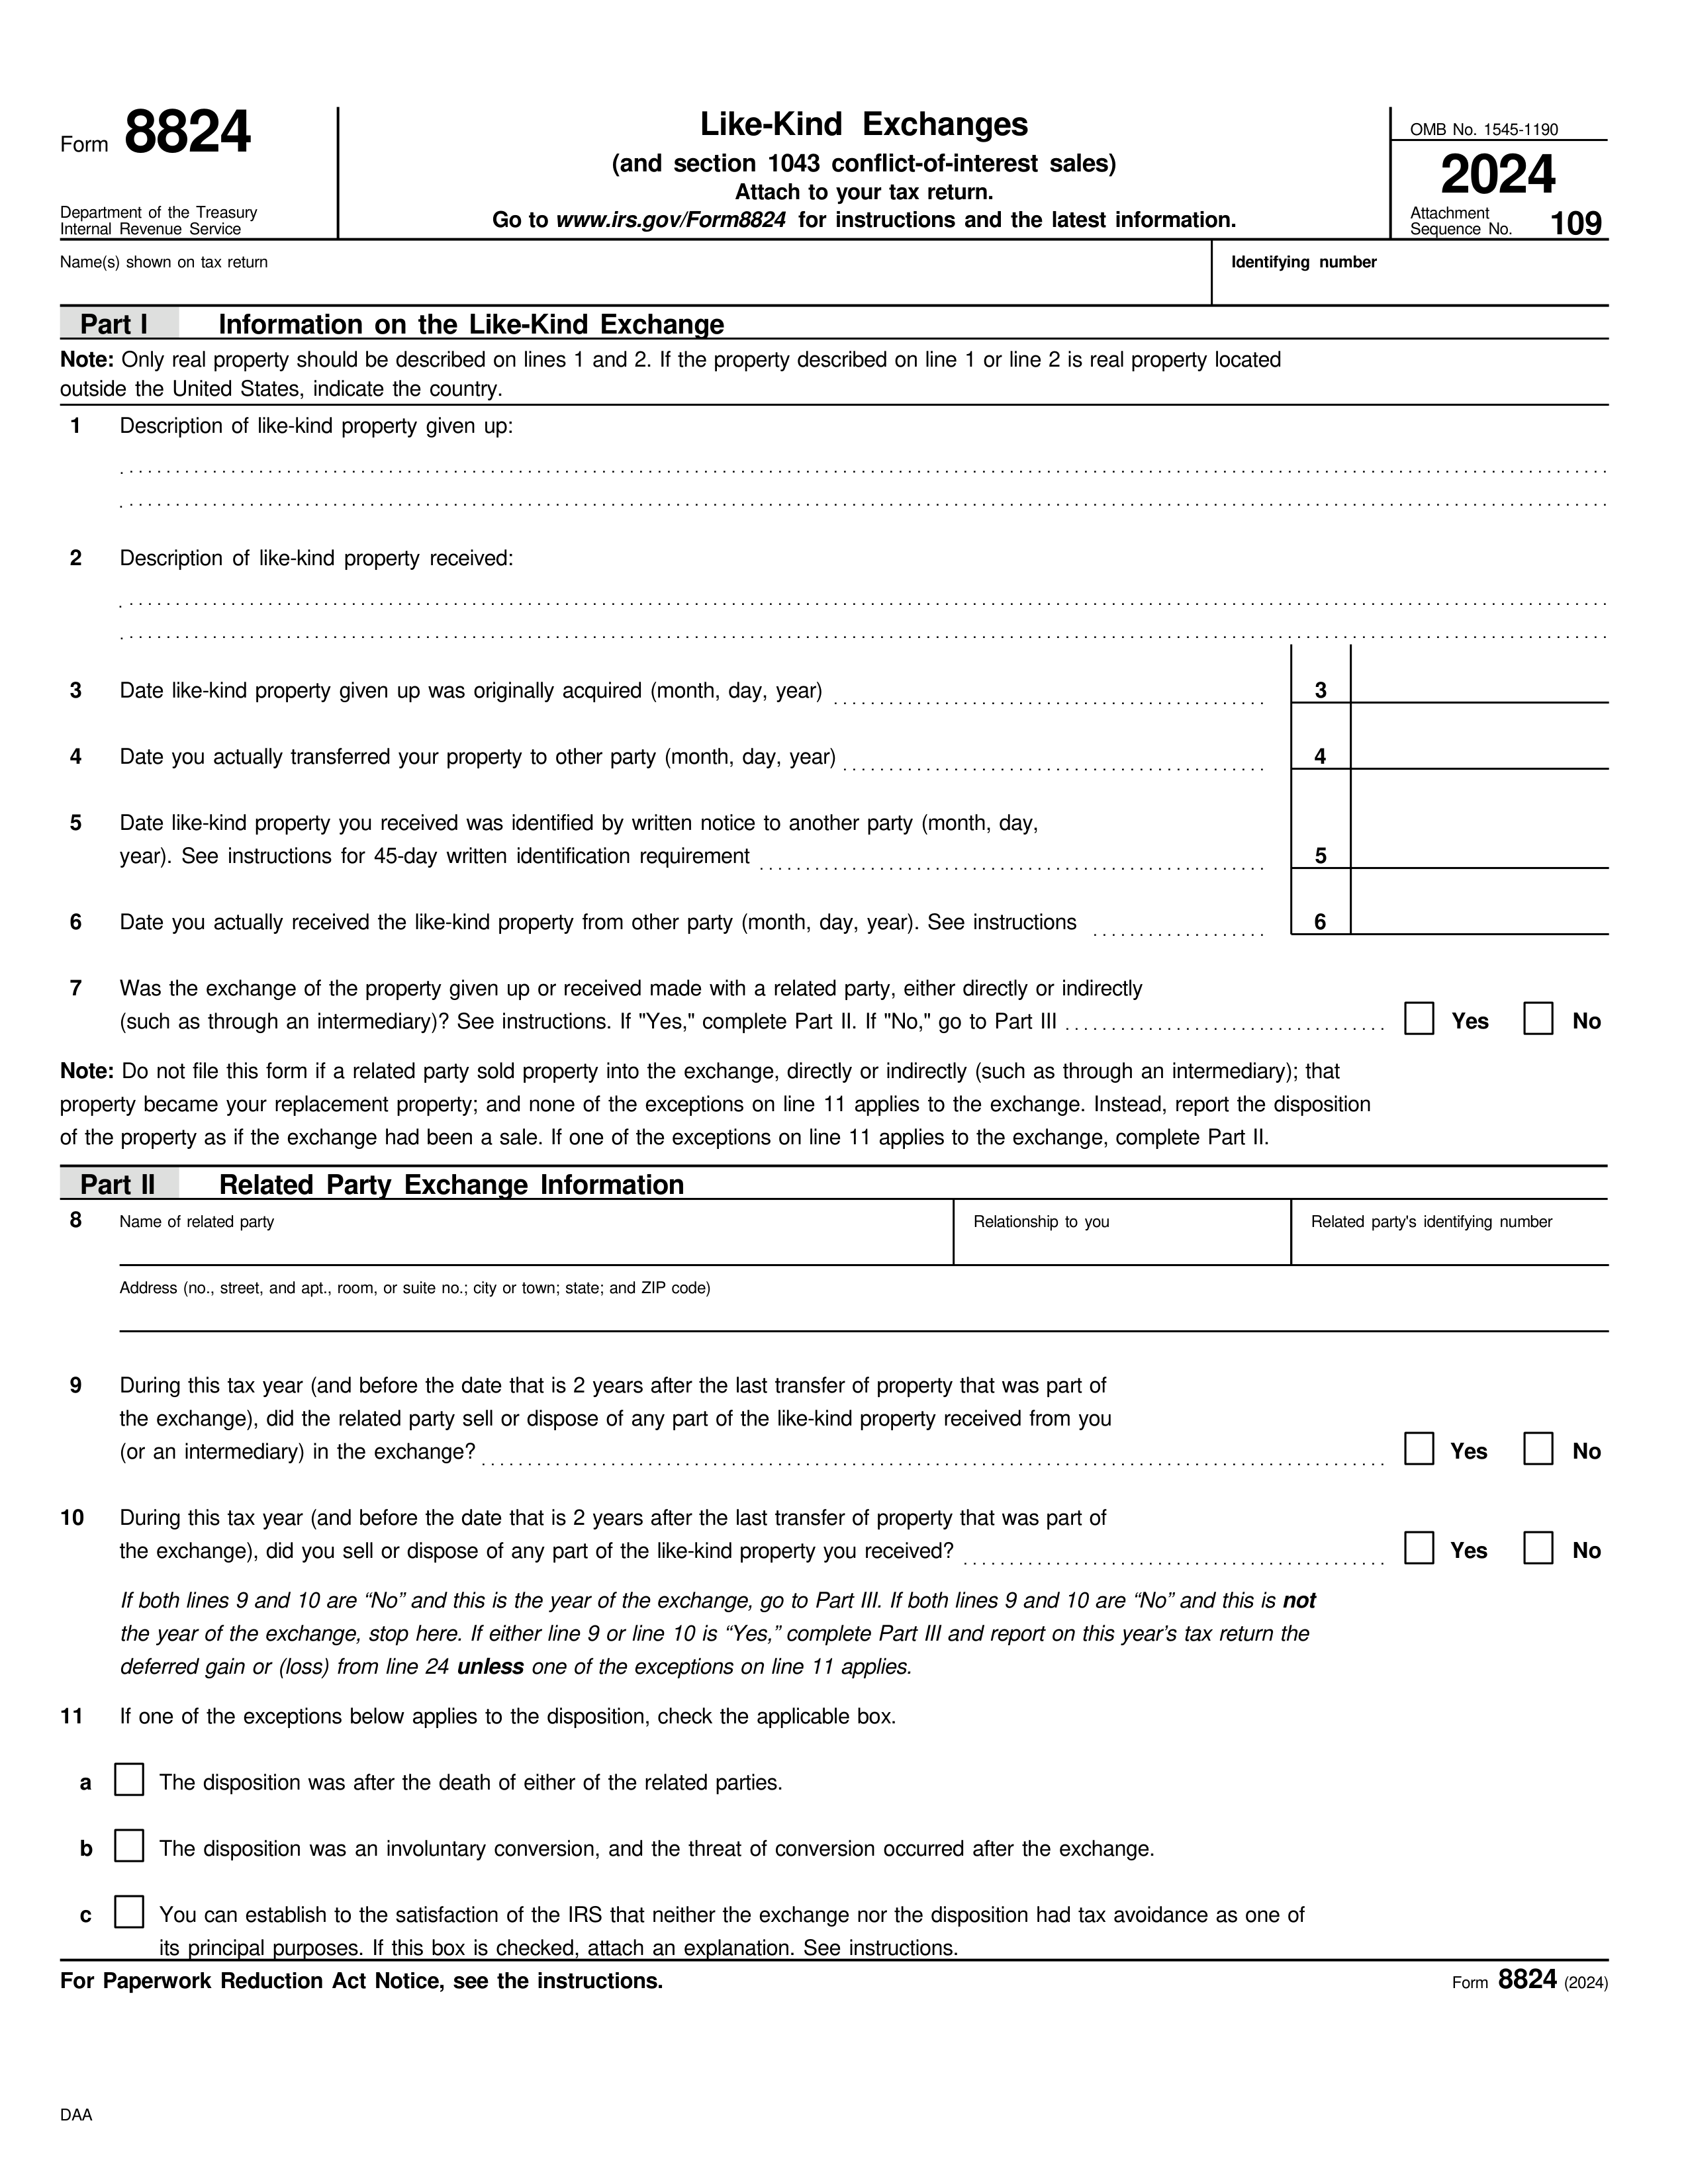 Form 8824
Department of the Treasury
Internal Revenue Service
Like-Kind Exchanges
(and section 1043 conflict-of-interest sales)
Attach to your tax return.
Go to www.irs.gov/Form8824 for instructions and the latest information.
OMB No. 1545-1190
2024
Attachment
Sequence No. 109
Name(s) shown on tax return
Identifying number
Part I Information on the Like-Kind Exchange
Note: Only real property should be described on lines 1 and 2. If the property described on line 1 or line 2 is real property located
outside the United States, indicate the country.
1 Description of like-kind property given up:
2 Description of like-kind property received:
3 Date like-kind property given up was originally acquired (month, day, year) 3
4 Date you actually transferred your property to other party (month, day, year) 4
5 Date like-kind property you received was identified by written notice to another party (month, day,
year). See instructions for 45-day written identification requirement 5
6 Date you actually received the like-kind property from other party (month, day, year). See instructions 6
7 Was the exchange of the property given up or received made with a related party, either directly or indirectly
(such as through an intermediary)? See instructions. If "Yes," complete Part II. If "No," go to Part III Yes No
Note: Do not file this form if a related party sold property into the exchange, directly or indirectly (such as through an intermediary); that
property became your replacement property; and none of the exceptions on line 11 applies to the exchange. Instead, report the disposition
of the property as if the exchange had been a sale. If one of the exceptions on line 11 applies to the exchange, complete Part II.
Part II Related Party Exchange Information
8 Name of related party
Relationship to you
Related party's identifying number
Address (no., street, and apt., room, or suite no.; city or town; state; and ZIP code)
9 During this tax year (and before the date that is 2 years after the last transfer of property that was part of
the exchange), did the related party sell or dispose of any part of the like-kind property received from you
(or an intermediary) in the exchange? Yes No
10 During this tax year (and before the date that is 2 years after the last transfer of property that was part of
the exchange), did you sell or dispose of any part of the like-kind property you received? Yes No
If both lines 9 and 10 are “No” and this is the year of the exchange, go to Part III. If both lines 9 and 10 are “No” and this is not
the year of the exchange, stop here. If either line 9 or line 10 is “Yes,” complete Part III and report on this year’s tax return the
deferred gain or (loss) from line 24 unless one of the exceptions on line 11 applies.
11 If one of the exceptions below applies to the disposition, check the applicable box.
a The disposition was after the death of either of the related parties.
b The disposition was an involuntary conversion, and the threat of conversion occurred after the exchange.
c You can establish to the satisfaction of the IRS that neither the exchange nor the disposition had tax avoidance as one of
its principal purposes. If this box is checked, attach an explanation. See instructions.
For Paperwork Reduction Act Notice, see the instructions.
Form 8824 (2024)
DAA